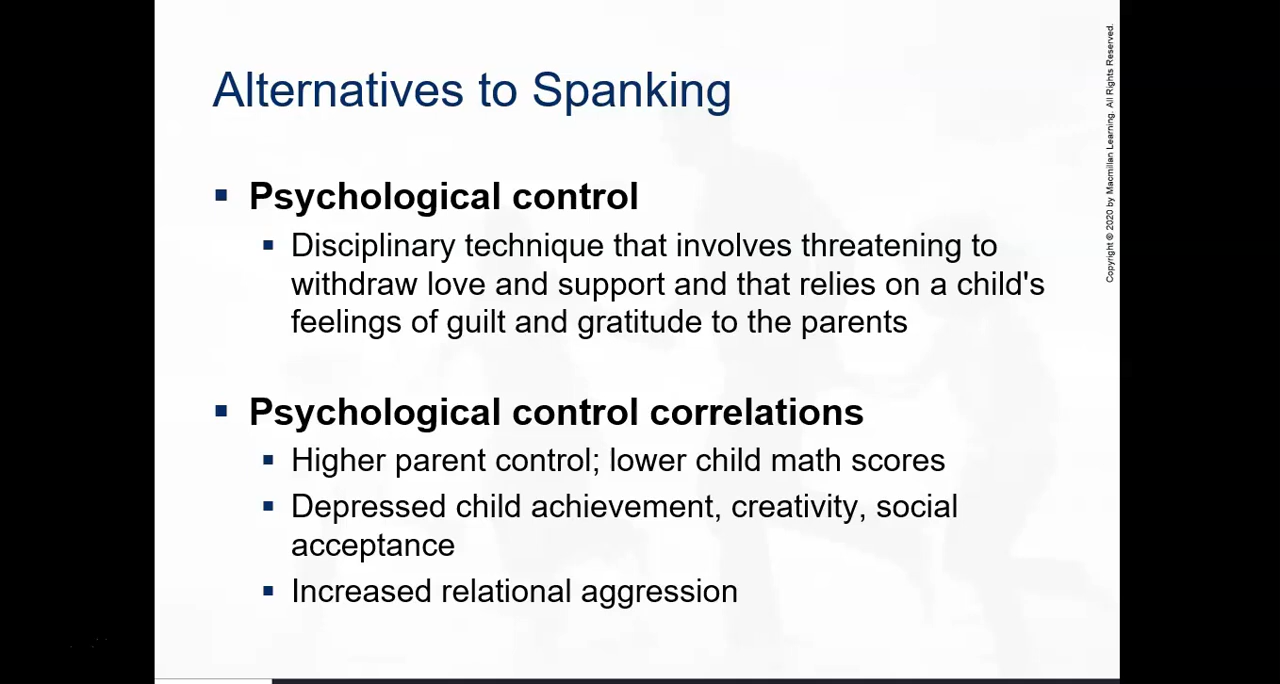 Alternatives to Spanking
▪ Psychological control
▪ Disciplinary technique that involves threatening to
withdraw love and support and that relies on a child's
feelings of guilt and gratitude to the parents
▪ Psychological control correlations
▪ Higher parent control; lower child math scores
▪ Depressed child achievement, creativity, social
acceptance
▪ Increased relational aggression
Copyright © 2020 by Macmillan Learning. All Rights Reserved.